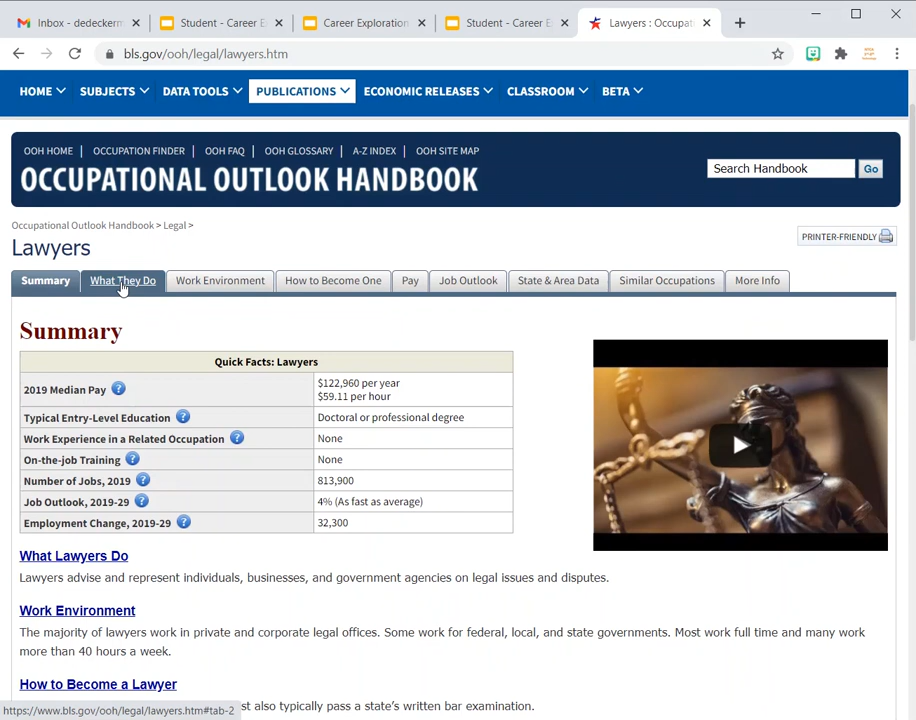 Inbox - dedeckerm
Student - Career E
Career Exploration
Student - Career E
Lawyers : Occupat
bls.gov/ooh/legal/lawyers.htm
HOME SUBJECTS DATA TOOLS PUBLICATIONS ECONOMIC RELEASES CLASSROOM BETA
OOH HOME | OCCUPATION FINDER | OOH FAQ | OOH GLOSSARY | A-Z INDEX | OOH SITE MAP
OCCUPATIONAL OUTLOOK HANDBOOK
Search Handbook Go
Occupational Outlook Handbook > Legal >
PRINTER-FRIENDLY
Lawyers
Summary What They Do Work Environment How to Become One Pay Job Outlook State & Area Data Similar Occupations More Info
Summary
Quick Facts: Lawyers
2019 Median Pay ? $122,960 per year
$59.11 per hour
Typical Entry-Level Education ? Doctoral or professional degree
Work Experience in a Related Occupation ? None
On-the-job Training ? None
Number of Jobs, 2019 ? 813,900
Job Outlook, 2019-29 ? 4% (As fast as average)
Employment Change, 2019-29 ? 32,300
What Lawyers Do
Lawyers advise and represent individuals, businesses, and government agencies on legal issues and disputes.
Work Environment
The majority of lawyers work in private and corporate legal offices. Some work for federal, local, and state governments. Most work full time and many work
more than 40 hours a week.
How to Become a Lawyer
st also typically pass a state's written bar examination.
https://www.bls.gov/ooh/legal/lawyers.htm#tab-2